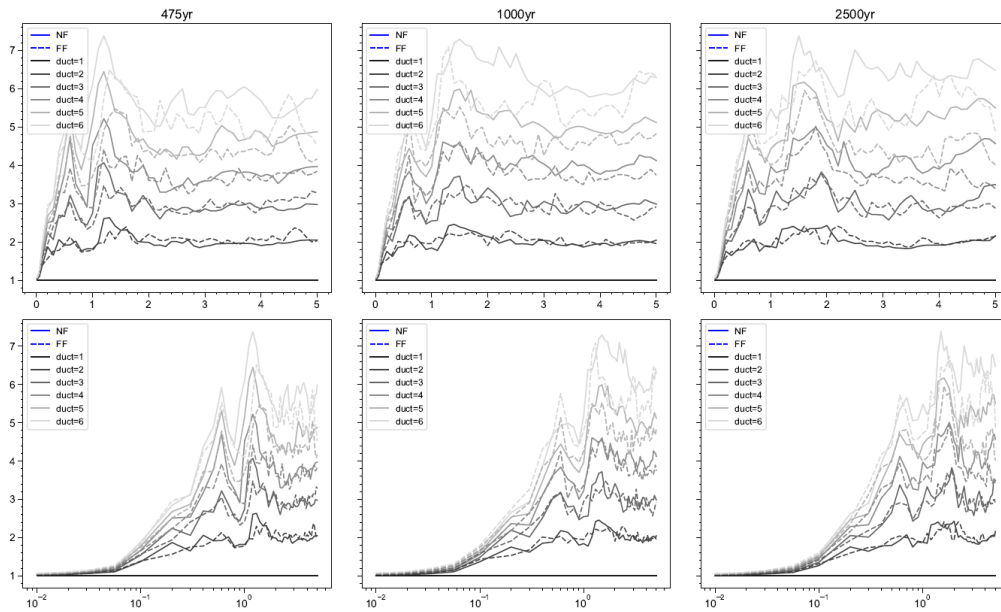 475yr
1000yr
2500yr
7
6
5
4
3
2
1
NF
FF
duct=1
duct=2
duct=3
duct=4
duct=5
duct=6
0 1 2 3 4 5
NF
FF
duct=1
duct=2
duct=3
duct=4
duct=5
duct=6
0 1 2 3 4 5
NF
FF
duct=1
duct=2
duct=3
duct=4
duct=5
duct=6
0 1 2 3 4 5
7
6
5
4
3
2
1
NF
FF
duct=1
duct=2
duct=3
duct=4
duct=5
duct=6
10⁻² 10⁻¹ 10⁰
NF
FF
duct=1
duct=2
duct=3
duct=4
duct=5
duct=6
10⁻² 10⁻¹ 10⁰
NF
FF
duct=1
duct=2
duct=3
duct=4
duct=5
duct=6
10⁻² 10⁻¹ 10⁰